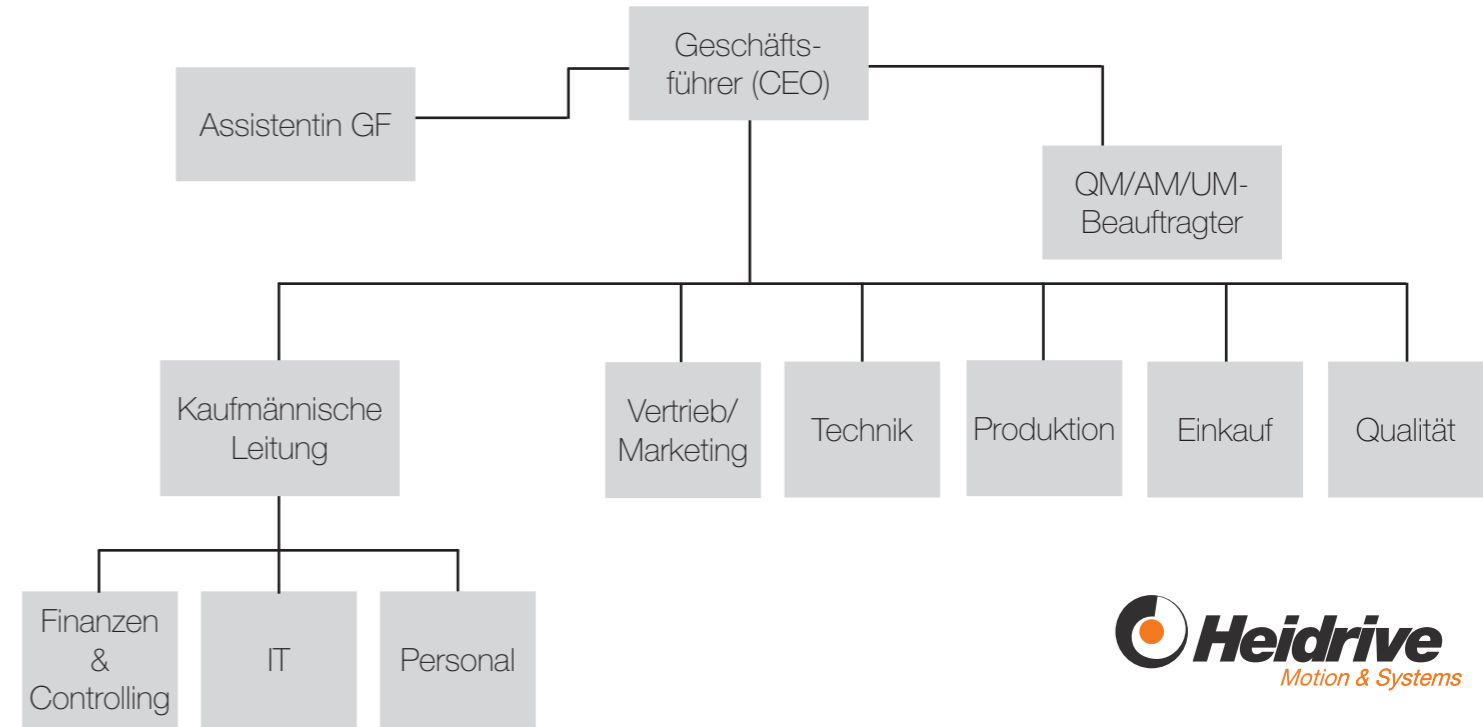 Geschäfts-
führer (CEO)
Assistentin GF
QM/AM/UM-
Beauftragter
Kaufmännische
Leitung
Vertrieb/
Marketing
Technik
Produktion
Einkauf
Qualität
Finanzen
&
Controlling
IT
Personal
Heidrive
Motion & Systems